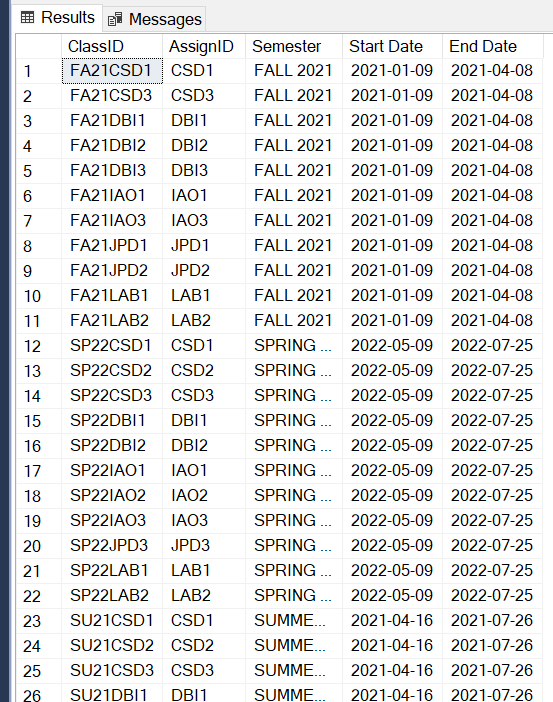 Results Messages
ClassID AssignID Semester Start Date End Date
1 FA21CSD1 CSD1 FALL 2021 2021-01-09 2021-04-08
2 FA21CSD3 CSD3 FALL 2021 2021-01-09 2021-04-08
3 FA21DBI1 DBI1 FALL 2021 2021-01-09 2021-04-08
4 FA21DBI2 DBI2 FALL 2021 2021-01-09 2021-04-08
5 FA21DBI3 DBI3 FALL 2021 2021-01-09 2021-04-08
6 FA21IAO1 IAO1 FALL 2021 2021-01-09 2021-04-08
7 FA21IAO3 IAO3 FALL 2021 2021-01-09 2021-04-08
8 FA21JPD1 JPD1 FALL 2021 2021-01-09 2021-04-08
9 FA21JPD2 JPD2 FALL 2021 2021-01-09 2021-04-08
10 FA21LAB1 LAB1 FALL 2021 2021-01-09 2021-04-08
11 FA21LAB2 LAB2 FALL 2021 2021-01-09 2021-04-08
12 SP22CSD1 CSD1 SPRING ... 2022-05-09 2022-07-25
13 SP22CSD2 CSD2 SPRING ... 2022-05-09 2022-07-25
14 SP22CSD3 CSD3 SPRING ... 2022-05-09 2022-07-25
15 SP22DBI1 DBI1 SPRING ... 2022-05-09 2022-07-25
16 SP22DBI2 DBI2 SPRING ... 2022-05-09 2022-07-25
17 SP22IAO1 IAO1 SPRING ... 2022-05-09 2022-07-25
18 SP22IAO2 IAO2 SPRING ... 2022-05-09 2022-07-25
19 SP22IAO3 IAO3 SPRING ... 2022-05-09 2022-07-25
20 SP22JPD3 JPD3 SPRING ... 2022-05-09 2022-07-25
21 SP22LAB1 LAB1 SPRING ... 2022-05-09 2022-07-25
22 SP22LAB2 LAB2 SPRING ... 2022-05-09 2022-07-25
23 SU21CSD1 CSD1 SUMME... 2021-04-16 2021-07-26
24 SU21CSD2 CSD2 SUMME... 2021-04-16 2021-07-26
25 SU21CSD3 CSD3 SUMME... 2021-04-16 2021-07-26
26 SU21DBI1 DBI1 SUMME... 2021-04-16 2021-07-26